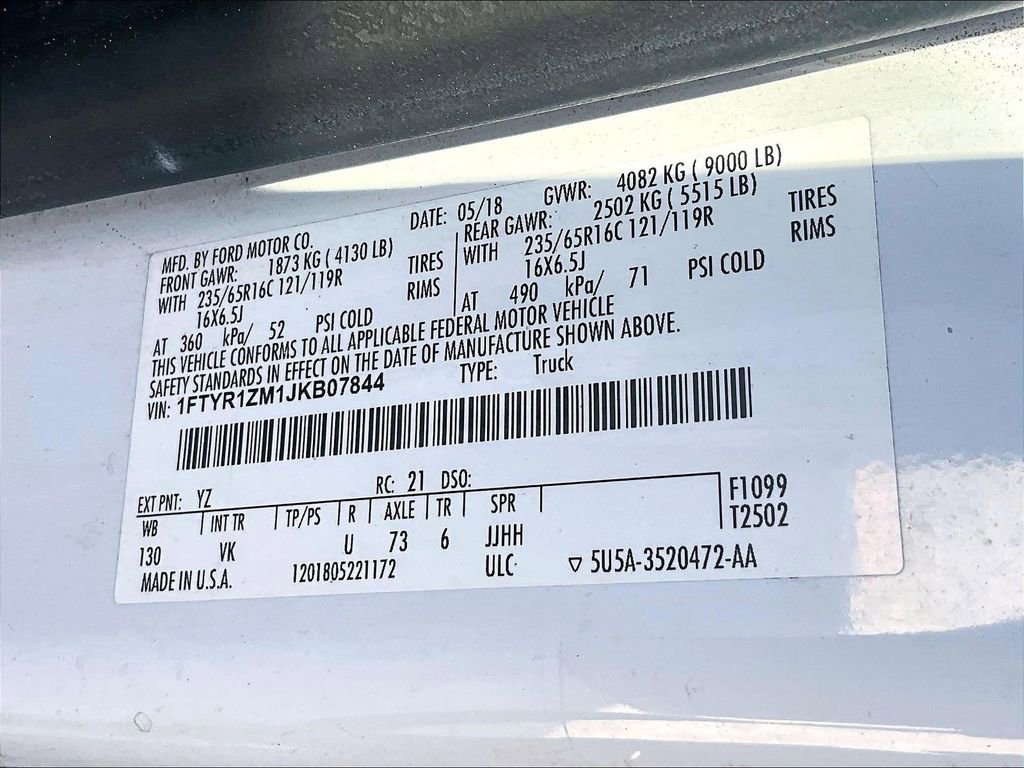 MFD. BY FORD MOTOR CO.
DATE: 05/18
GVWR: 4082 KG ( 9000 LB)
FRONT GAWR: 1873 KG ( 4130 LB)
WITH 235/65R16C 121/119R TIRES
16X6.5J RIMS
AT 360 kPa/ 52 PSI COLD
REAR GAWR: 2502 KG ( 5515 LB)
WITH 235/65R16C 121/119R TIRES
16X6.5J RIMS
AT 490 kPa/ 71 PSI COLD
THIS VEHICLE CONFORMS TO ALL APPLICABLE FEDERAL MOTOR VEHICLE
SAFETY STANDARDS IN EFFECT ON THE DATE OF MANUFACTURE SHOWN ABOVE.
VIN: 1FTYR1ZM1JKB07844
TYPE: Truck
EXT PNT: YZ RC: 21 DSO:
WB INT TR TP/PS R AXLE TR SPR F1099
130 VK U 73 6 JJHH T2502
MADE IN U.S.A. 1201805221172 ULC ▽ 5U5A-3520472-AA